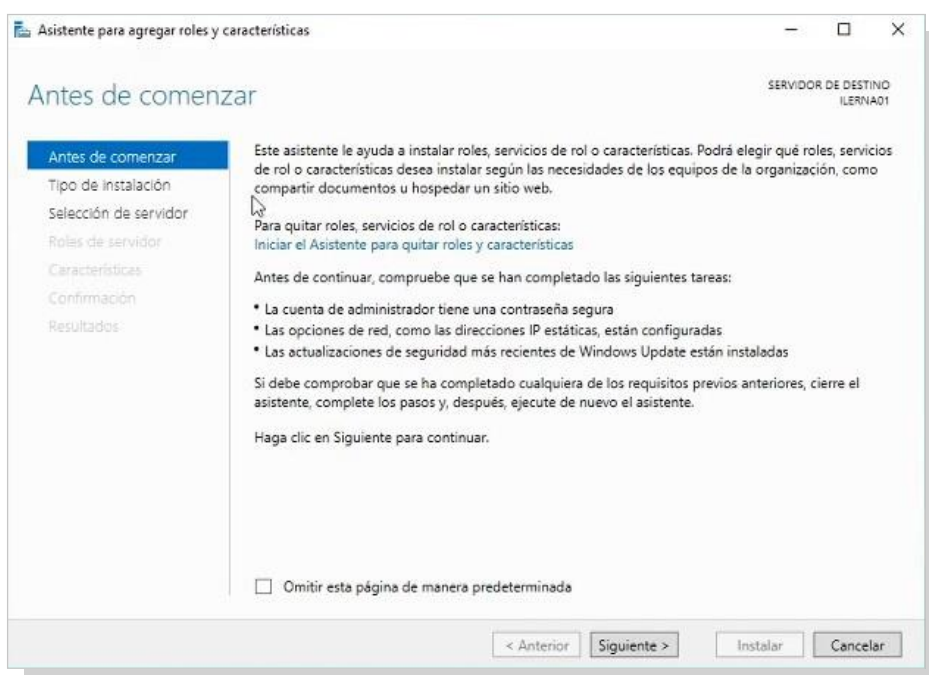 Asistente para agregar roles y características
Antes de comenzar
SERVIDOR DE DESTINO
ILERNA01
Antes de comenzar
Tipo de instalación
Selección de servidor
Roles de servidor
Características
Confirmación
Resultados
Este asistente le ayuda a instalar roles, servicios de rol o características. Podrá elegir qué roles, servicios
de rol o características desea instalar según las necesidades de los equipos de la organización, como
compartir documentos u hospedar un sitio web.
Para quitar roles, servicios de rol o características:
Iniciar el Asistente para quitar roles y características
Antes de continuar, compruebe que se han completado las siguientes tareas:
• La cuenta de administrador tiene una contraseña segura
• Las opciones de red, como las direcciones IP estáticas, están configuradas
• Las actualizaciones de seguridad más recientes de Windows Update están instaladas
Si debe comprobar que se ha completado cualquiera de los requisitos previos anteriores, cierre el
asistente, complete los pasos y, después, ejecute de nuevo el asistente.
Haga clic en Siguiente para continuar.
Omitir esta página de manera predeterminada
< Anterior
Siguiente >
Instalar
Cancelar